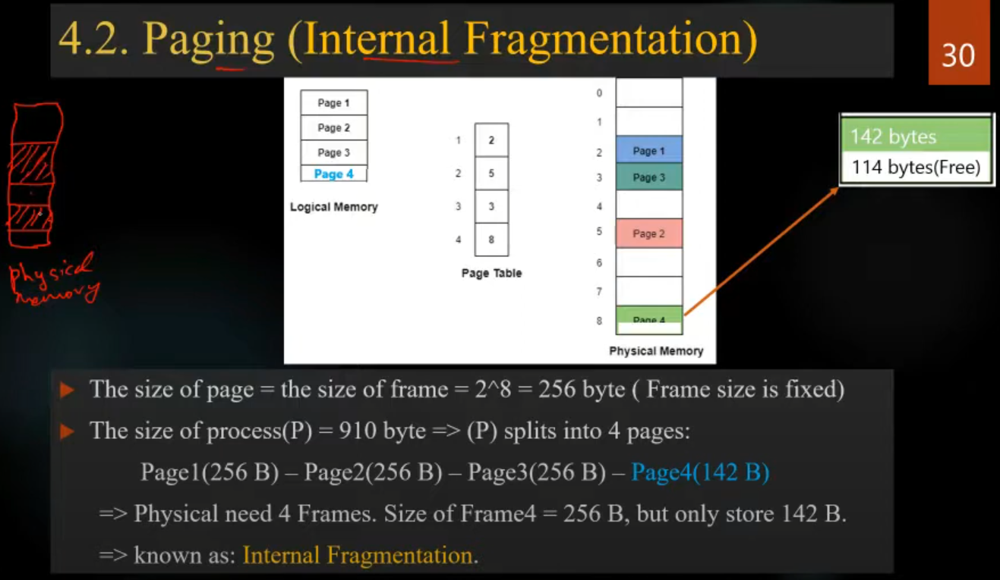 4.2. Paging (Internal Fragmentation)
30
Page 1
Page 2
Page 3
Page 4
Logical Memory
1 2
2 5
3 3
4 8
Page Table
0
1
2 Page 1
3 Page 3
4
5 Page 2
6
7
8 Page 4
Physical Memory
142 bytes
114 bytes(Free)
physical
memory
The size of page = the size of frame = 2^8 = 256 byte ( Frame size is fixed)
The size of process(P) = 910 byte => (P) splits into 4 pages:
Page1(256 B) – Page2(256 B) – Page3(256 B) – Page4(142 B)
=> Physical need 4 Frames. Size of Frame4 = 256 B, but only store 142 B.
=> known as: Internal Fragmentation.